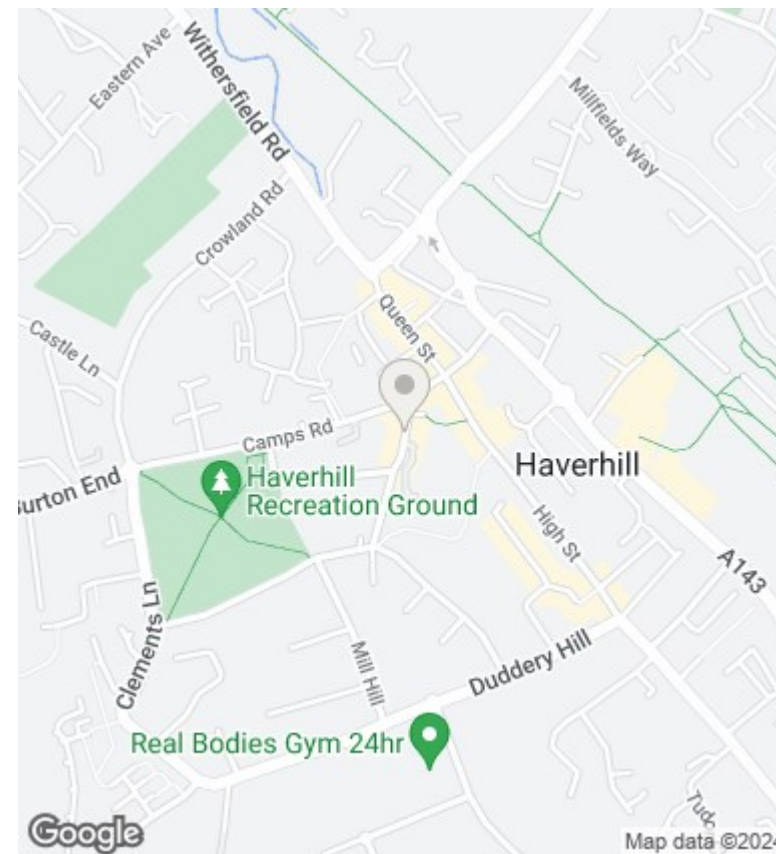 Eastern Ave
Withersfield Rd
Millfields Way
Crowland Rd
Castle Ln
Queen St
Camps Rd
Burton End
Haverhill
Recreation Ground
Haverhill
High St
A143
Clements Ln
Mill Hill
Duddery Hill
Real Bodies Gym 24hr
Tudo
Google
Map data ©2024